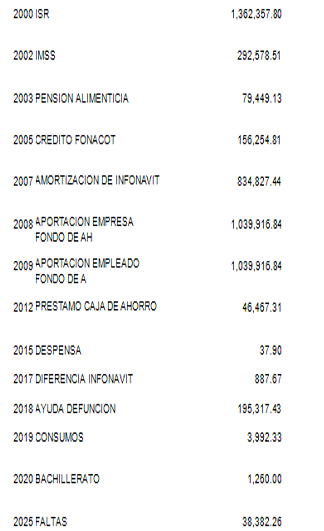 2000 ISR 1,362,357.80
2002 IMSS 292,578.51
2003 PENSION ALIMENTICIA 79,449.13
2005 CREDITO FONACOT 156,254.81
2007 AMORTIZACION DE INFONAVIT 834,827.44
2008 APORTACION EMPRESA 1,039,916.84
FONDO DE AH
2009 APORTACION EMPLEADO 1,039,916.84
FONDO DE A
2012 PRESTAMO CAJA DE AHORRO 46,467.31
2015 DESPENSA 37.90
2017 DIFERENCIA INFONAVIT 887.67
2018 AYUDA DEFUNCION 195,317.43
2019 CONSUMOS 3,992.33
2020 BACHILLERATO 1,260.00
2025 FALTAS 38,382.26